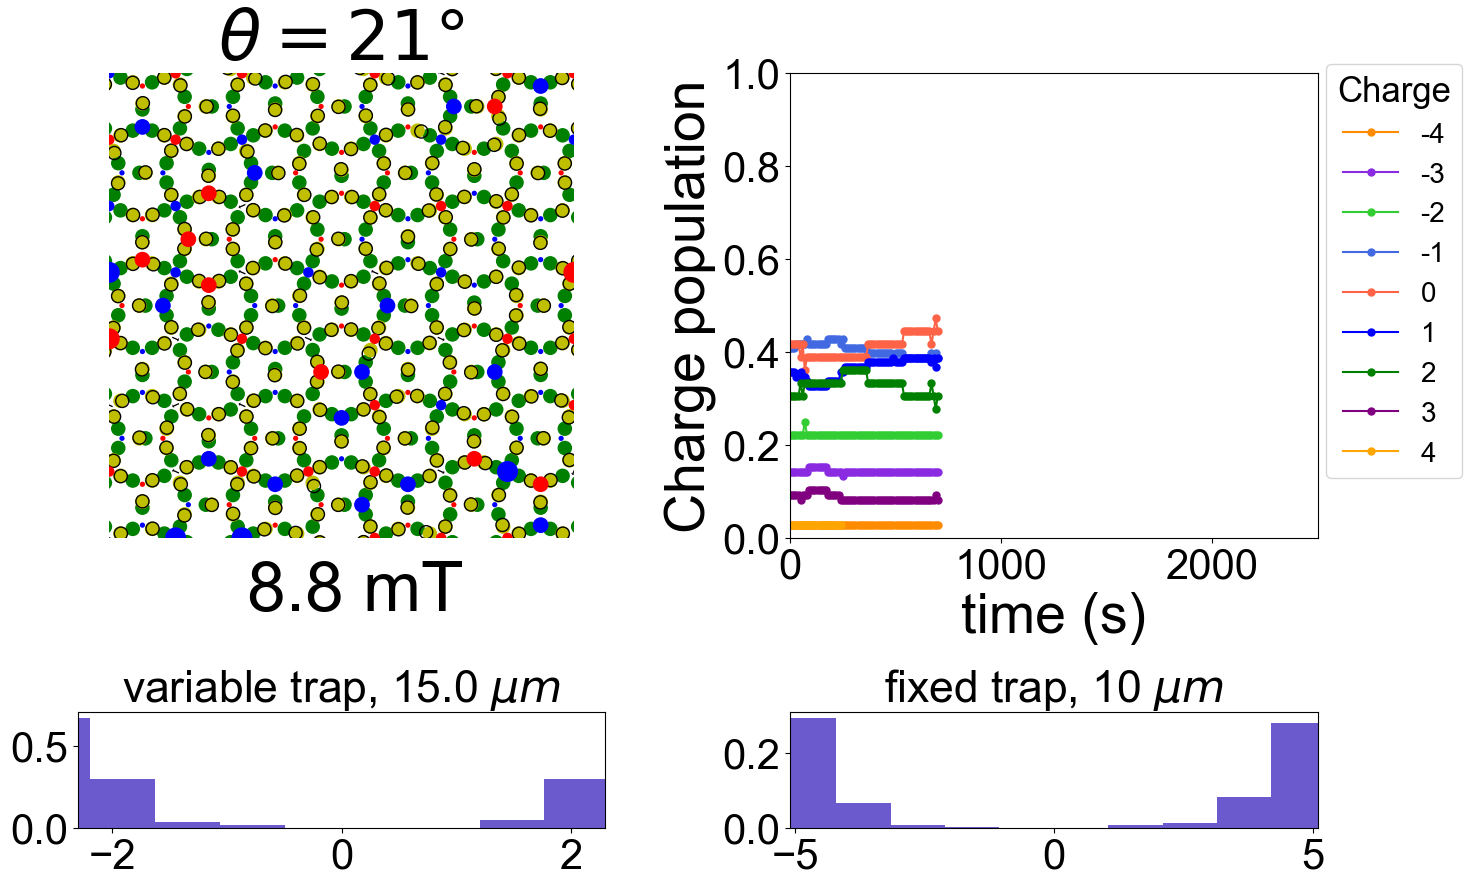 θ = 21°
8.8 mT
1.0
0.8
0.6
0.4
0.2
0.0
Charge population
0 1000 2000
time (s)
Charge
-4
-3
-2
-1
0
1
2
3
4
variable trap, 15.0 μm
0.5
0.0
−2 0 2
fixed trap, 10 μm
0.2
0.0
−5 0 5